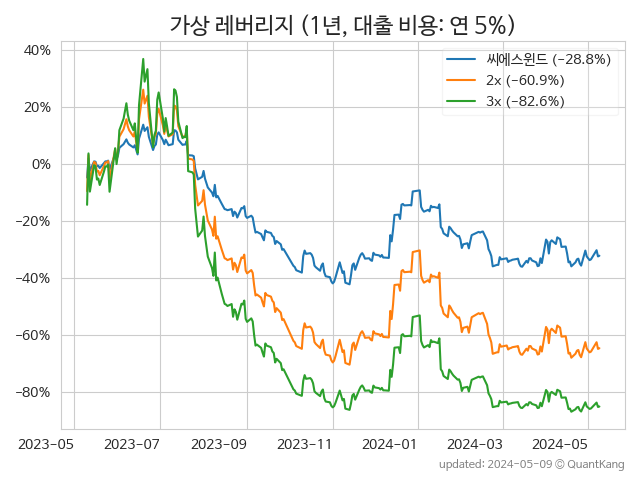 가상 레버리지 (1년, 대출 비용: 연 5%)
씨에스윈드 (−28.8%)
2x (−60.9%)
3x (−82.6%)
40%
20%
0%
−20%
−40%
−60%
−80%
2023-05 2023-07 2023-09 2023-11 2024-01 2024-03 2024-05
updated: 2024-05-09 @ QuantKang